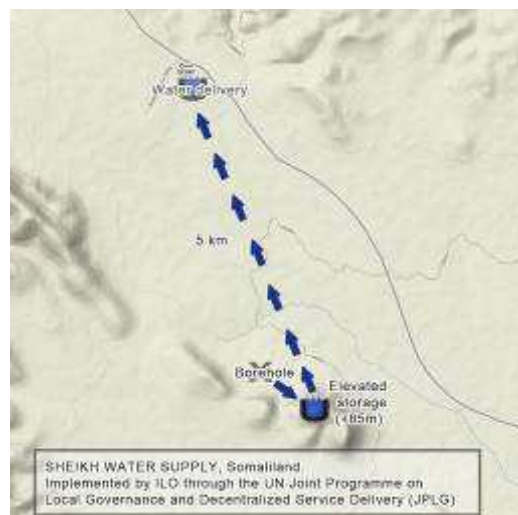 Water delivery
5 km
Borehole
Elevated
storage
(+85m)
SHEIKH WATER SUPPLY, Somaliland
Implemented by ILO through the UN Joint Programme on
Local Governance and Decentralized Service Delivery (JPLG)